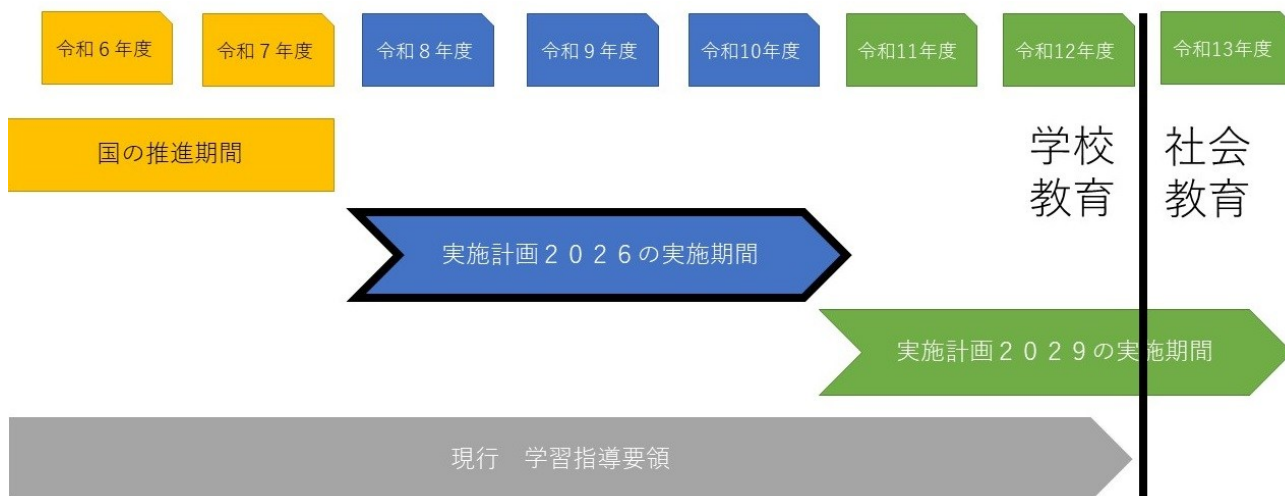 令和６年度
令和７年度
令和８年度
令和９年度
令和10年度
令和11年度
令和12年度
令和13年度
国の推進期間
学校
教育
社会
教育
実施計画２０２６の実施期間
実施計画２０２９の実施期間
現行　学習指導要領